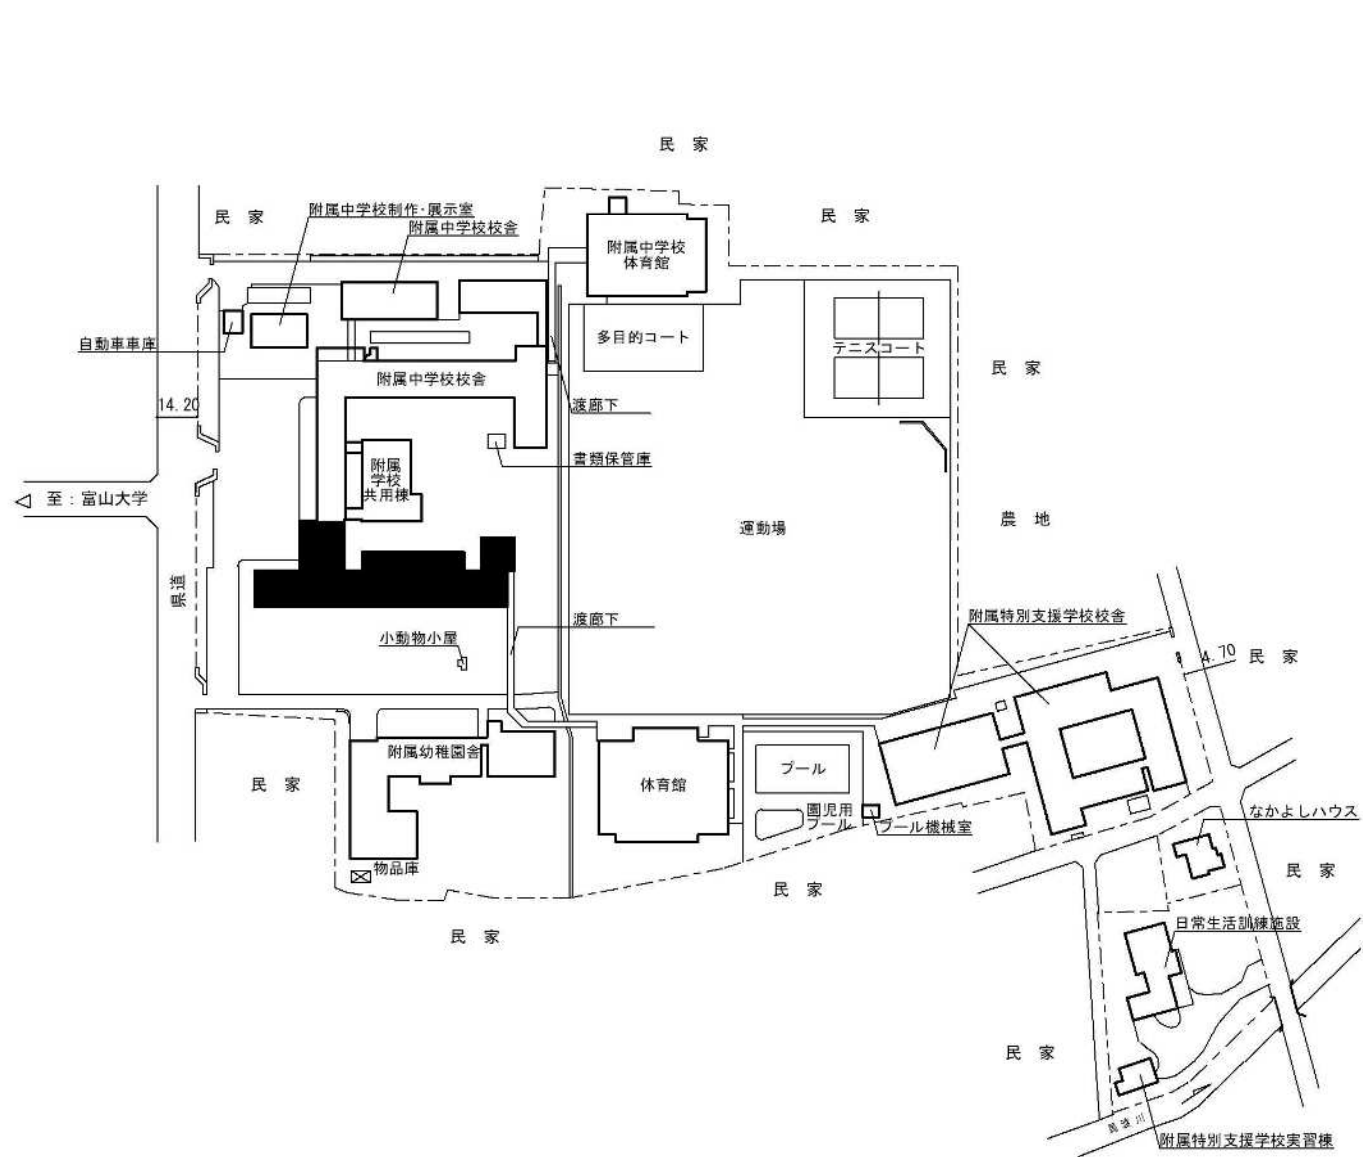 民 家
民 家
附属中学校制作・展示室
附属中学校校舎
民 家
附属中学校
体育館
自動車車庫
多目的コート
テニスコート
民 家
附属中学校校舎
14.20
渡廊下
書類保管庫
附属
学校
共用棟
至：富山大学
運動場
農 地
県道
渡廊下
附属特別支援学校校舎
小動物小屋
4.70
民 家
附属幼稚園舎
民 家
体育館
プール
園児用
プール
プール機械室
なかよしハウス
物品庫
民 家
民 家
民 家
日常生活訓練施設
民 家
川
附属特別支援学校実習棟